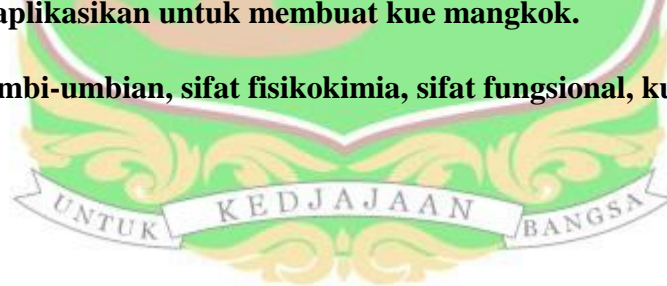 aplikasikan untuk membuat kue mangkok.
mbi-umbian, sifat fisikokimia, sifat fungsional, ku
UNTUK KEDJAJAAN BANGSA